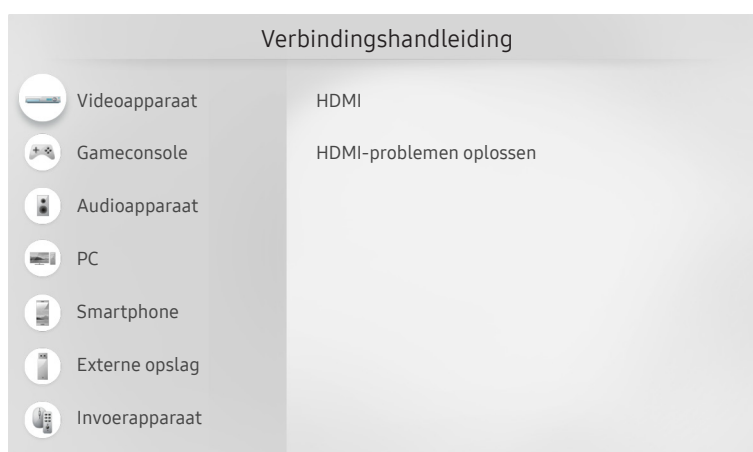 Verbindingshandleiding
Videoapparaat
HDMI
Gameconsole
HDMI-problemen oplossen
Audioapparaat
PC
Smartphone
Externe opslag
Invoerapparaat